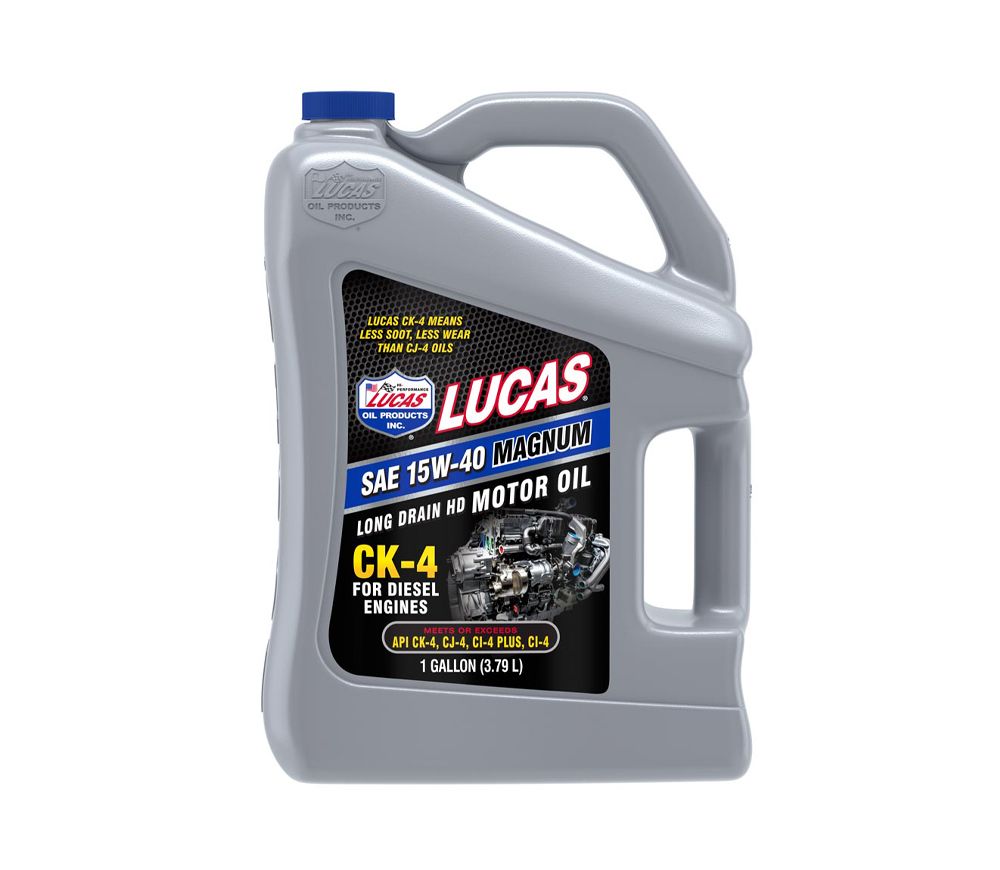 LUCAS
OIL PRODUCTS
INC.
LUCAS CK-4 MEANS
LESS SOOT, LESS WEAR
THAN CJ-4 OILS
HI-
PERFORMANCE
LUCAS
OIL PRODUCTS
INC.
®
LUCAS®
SAE 15W-40 MAGNUM
LONG DRAIN HD MOTOR OIL
CK-4
FOR DIESEL
ENGINES
MEETS OR EXCEEDS
API CK-4, CJ-4, CI-4 PLUS, CI-4
1 GALLON (3.79 L)